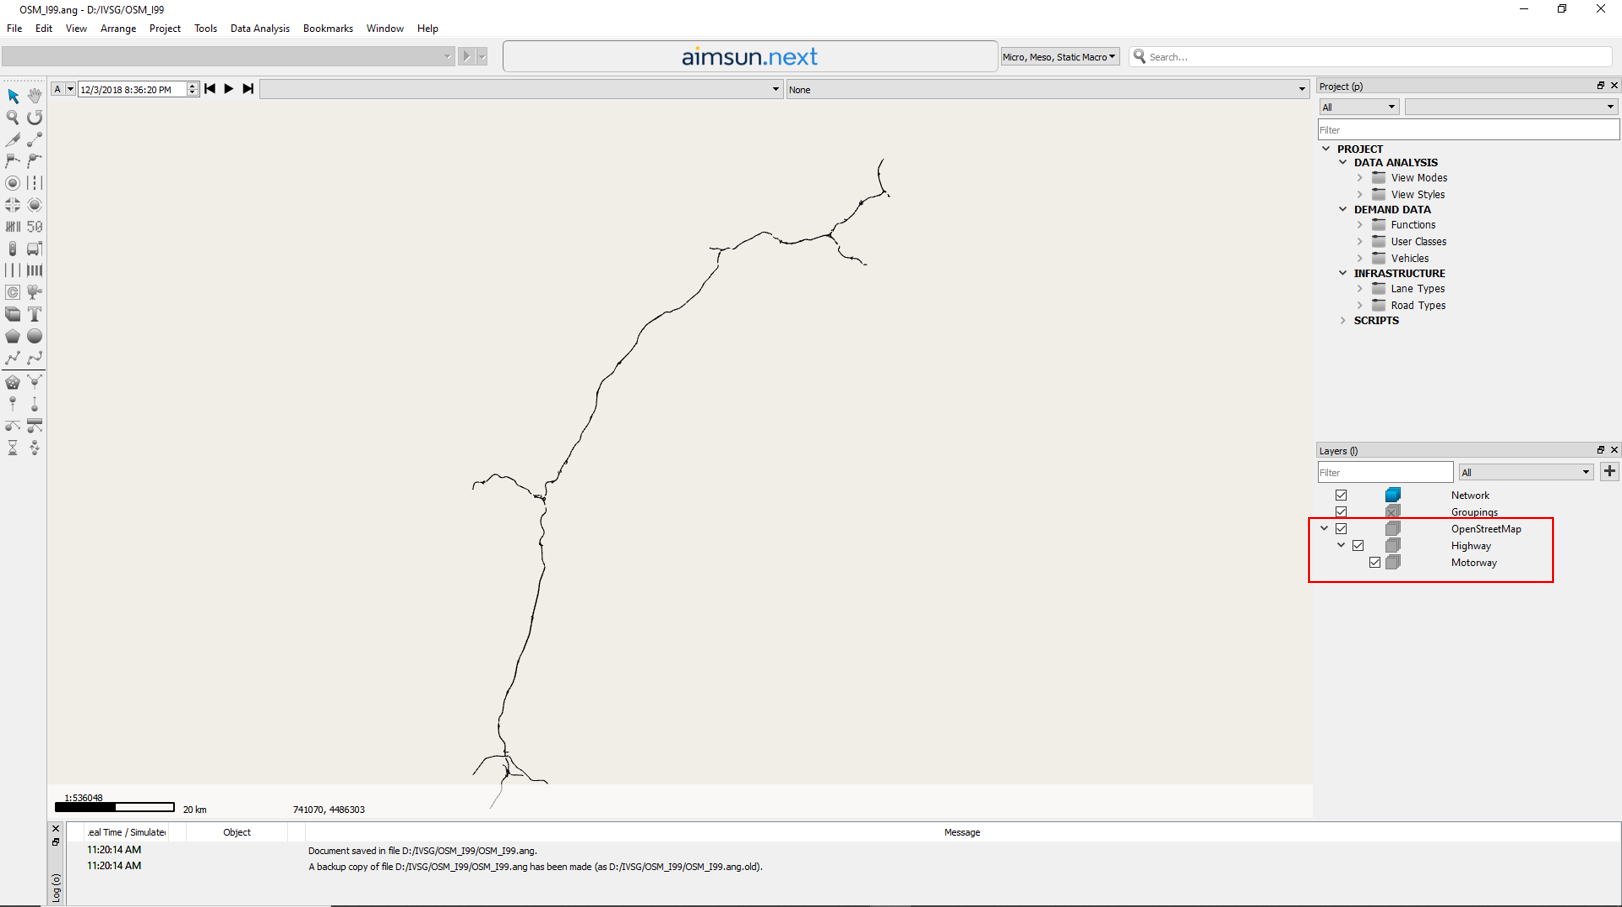 OSM_I99.ang - D:/IVSG/OSM_I99
File Edit View Arrange Project Tools Data Analysis Bookmarks Window Help
aimsun.next
Micro, Meso, Static Macro
Search...
A
12/3/2018 8:36:20 PM
None
50
Project (p)
All
Filter
PROJECT
DATA ANALYSIS
View Modes
View Styles
DEMAND DATA
Functions
User Classes
Vehicles
INFRASTRUCTURE
Lane Types
Road Types
SCRIPTS
Layers (l)
Filter
All
Network
Groupings
OpenStreetMap
Highway
Motorway
1:536048
20 km
741070, 4486303
Log (o)
eal Time / Simulated Object Message
11:20:14 AM Document saved in file D:/IVSG/OSM_I99/OSM_I99.ang.
11:20:14 AM A backup copy of file D:/IVSG/OSM_I99/OSM_I99.ang has been made (as D:/IVSG/OSM_I99/OSM_I99.ang.old).